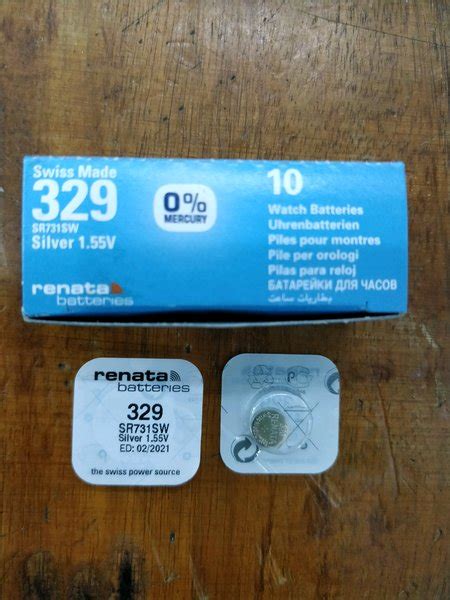 Swiss Made
329
SR731SW
Silver 1.55V
renata
batteries
0%
MERCURY
10
Watch Batteries
Uhrenbatterien
Piles pour montres
Pile per orologi
Pilas para reloj
БАТАРЕЙКИ ДЛЯ ЧАСОВ
بطاريات ساعت
renata
batteries
329
SR731SW
Silver 1.55V
ED: 02/2021
the swiss power source